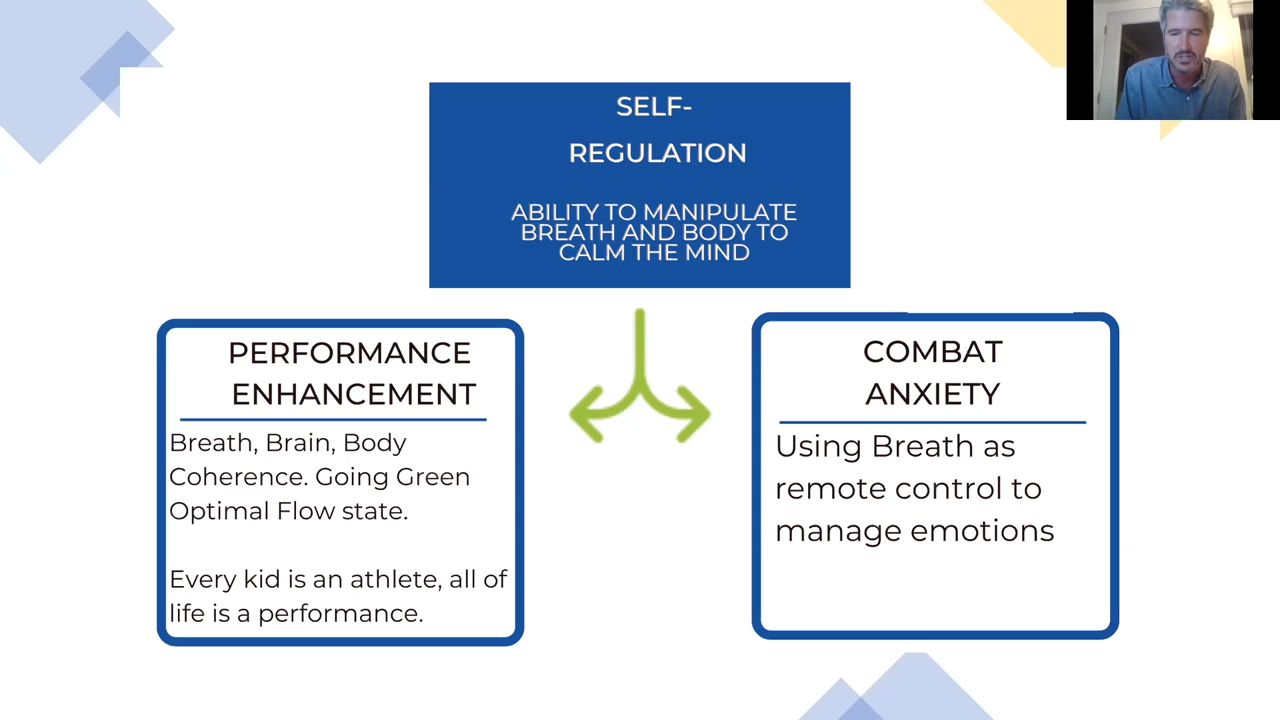 SELF-
REGULATION
ABILITY TO MANIPULATE
BREATH AND BODY TO
CALM THE MIND
PERFORMANCE
ENHANCEMENT
Breath, Brain, Body
Coherence. Going Green
Optimal Flow state.
Every kid is an athlete, all of
life is a performance.
COMBAT
ANXIETY
Using Breath as
remote control to
manage emotions